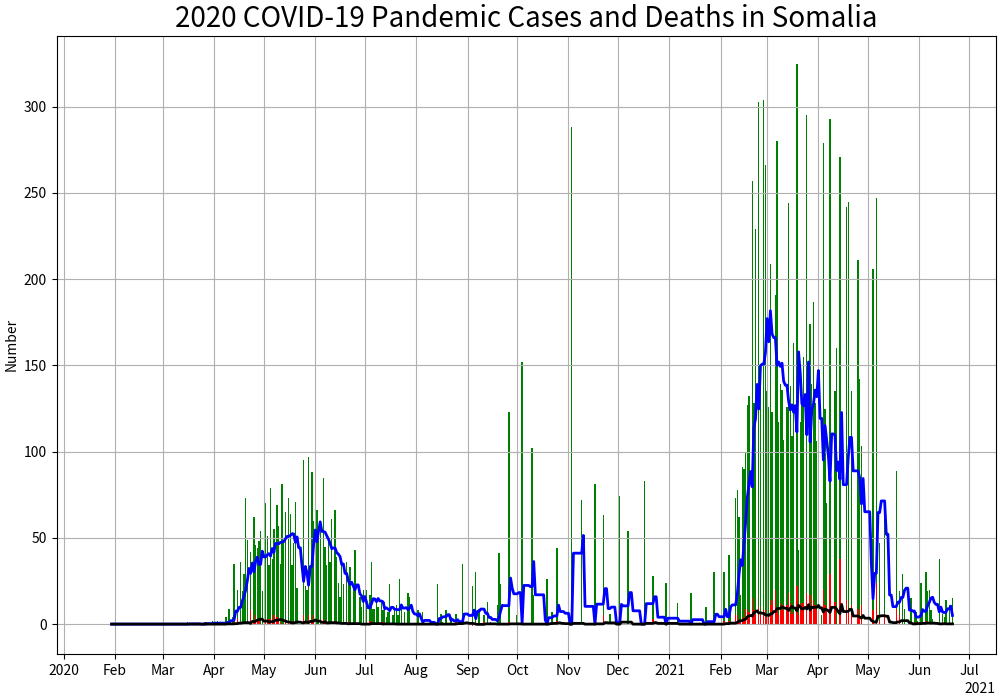 2020 COVID-19 Pandemic Cases and Deaths in Somalia
Number
300
250
200
150
100
50
0
2020 Feb Mar Apr May Jun Jul Aug Sep Oct Nov Dec 2021 Feb Mar Apr May Jun Jul
2021